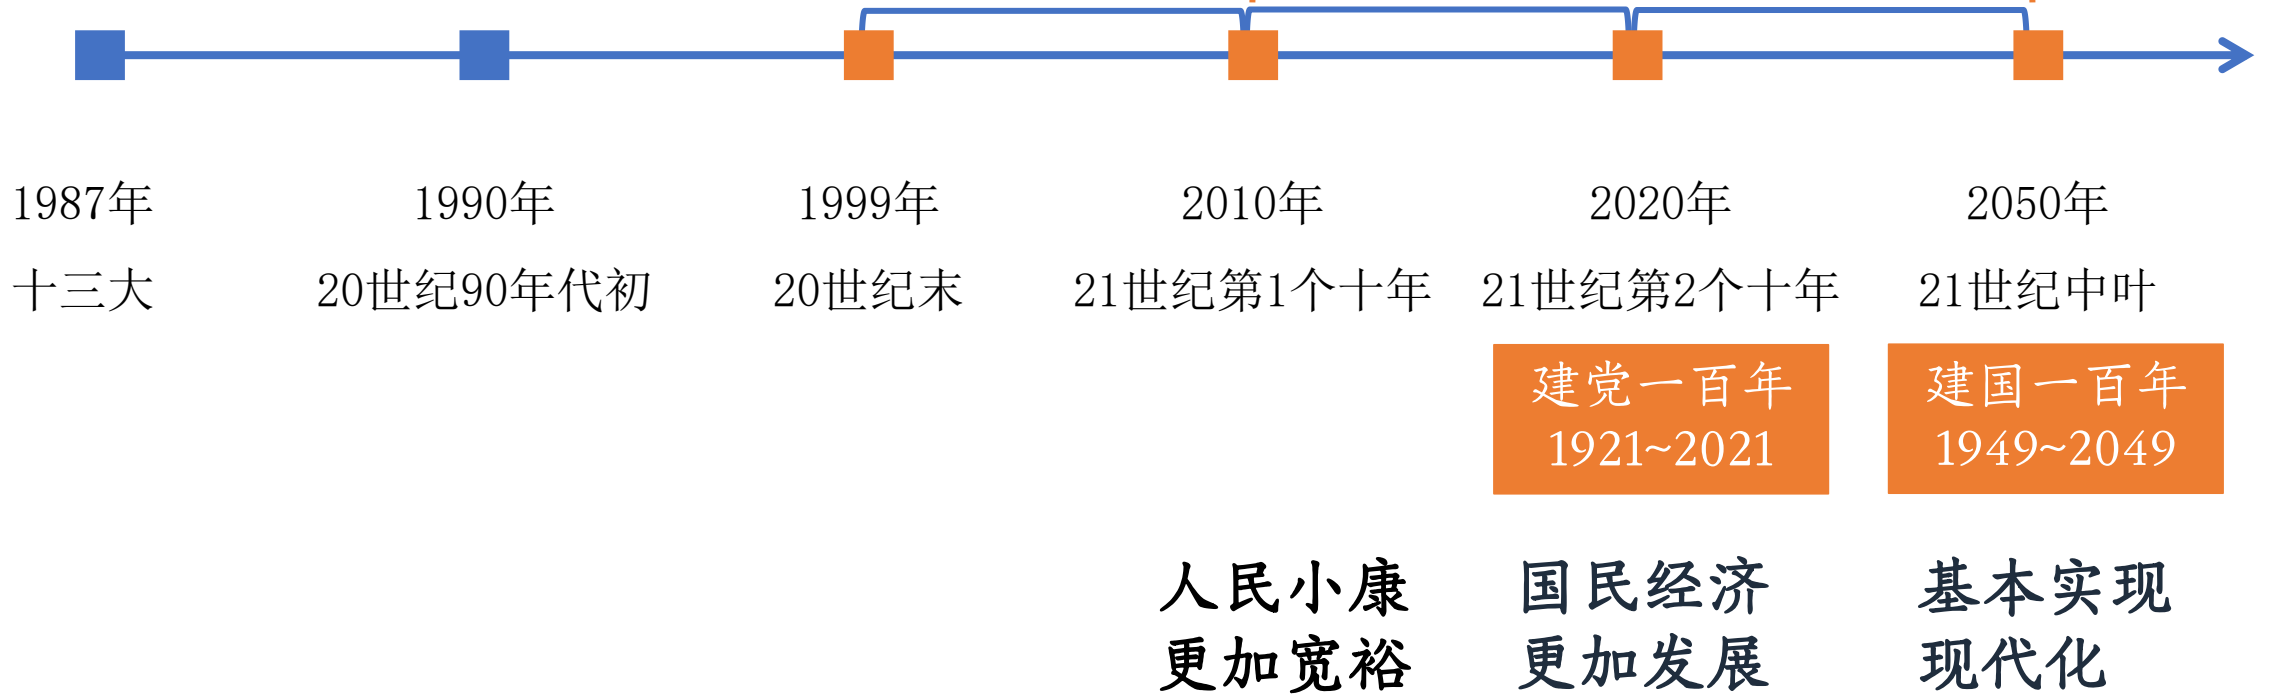 1987年 1990年 1999年 2010年 2020年 2050年
十三大 20世纪90年代初 20世纪末 21世纪第1个十年 21世纪第2个十年 21世纪中叶
建党一百年 建国一百年
1921~2021 1949~2049
人民小康 国民经济 基本实现
更加宽裕 更加发展 现代化